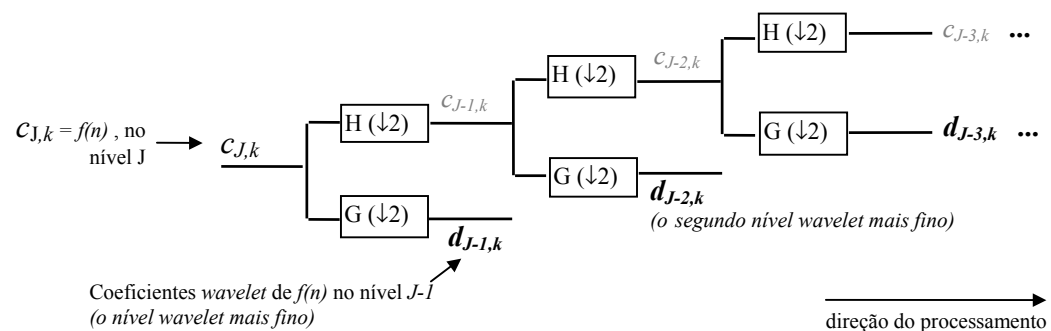 H (↓2)
c_{J-3,k} ...
H (↓2)
c_{J-2,k}
H (↓2)
c_{J-1,k}
c_{J,k} = f(n) , no
nível J
c_{J,k}
G (↓2)
d_{J-3,k} ...
G (↓2)
d_{J-2,k}
(o segundo nível wavelet mais fino)
G (↓2)
d_{J-1,k}
Coeficientes wavelet de f(n) no nível J-1
(o nível wavelet mais fino)
direção do processamento